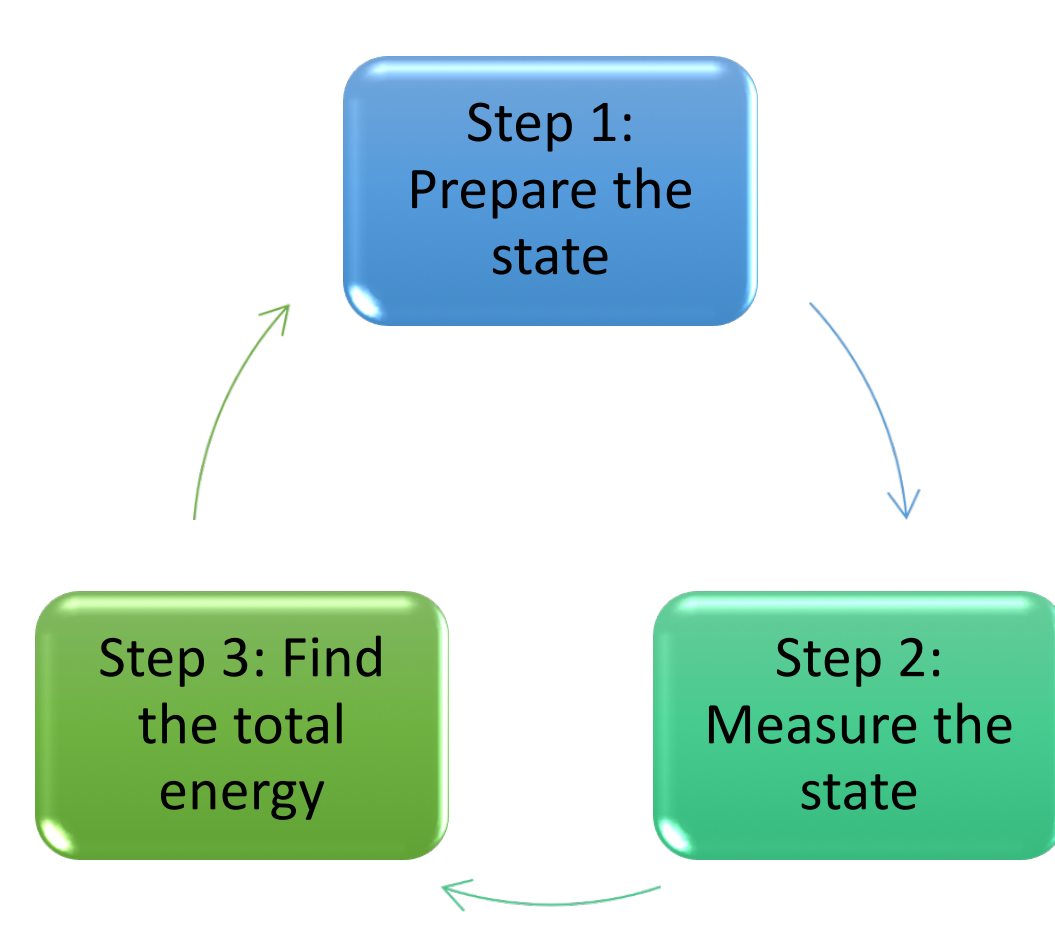 Step 1:
Prepare the
state
Step 2:
Measure the
state
Step 3: Find
the total
energy